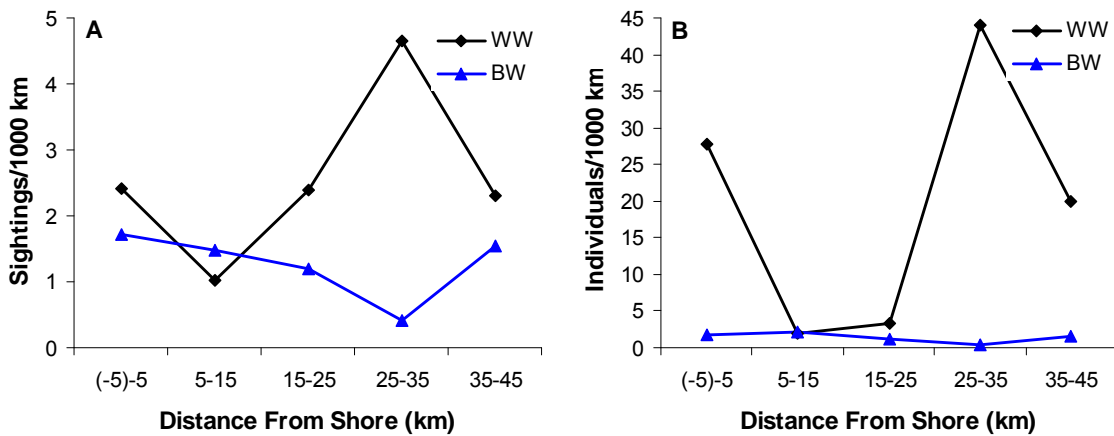 A
WW
BW
5
4
3
2
1
0
Sightings/1000 km
(-5)-5 5-15 15-25 25-35 35-45
Distance From Shore (km)
B
WW
BW
45
40
35
30
25
20
15
10
5
0
Individuals/1000 km
(-5)-5 5-15 15-25 25-35 35-45
Distance From Shore (km)